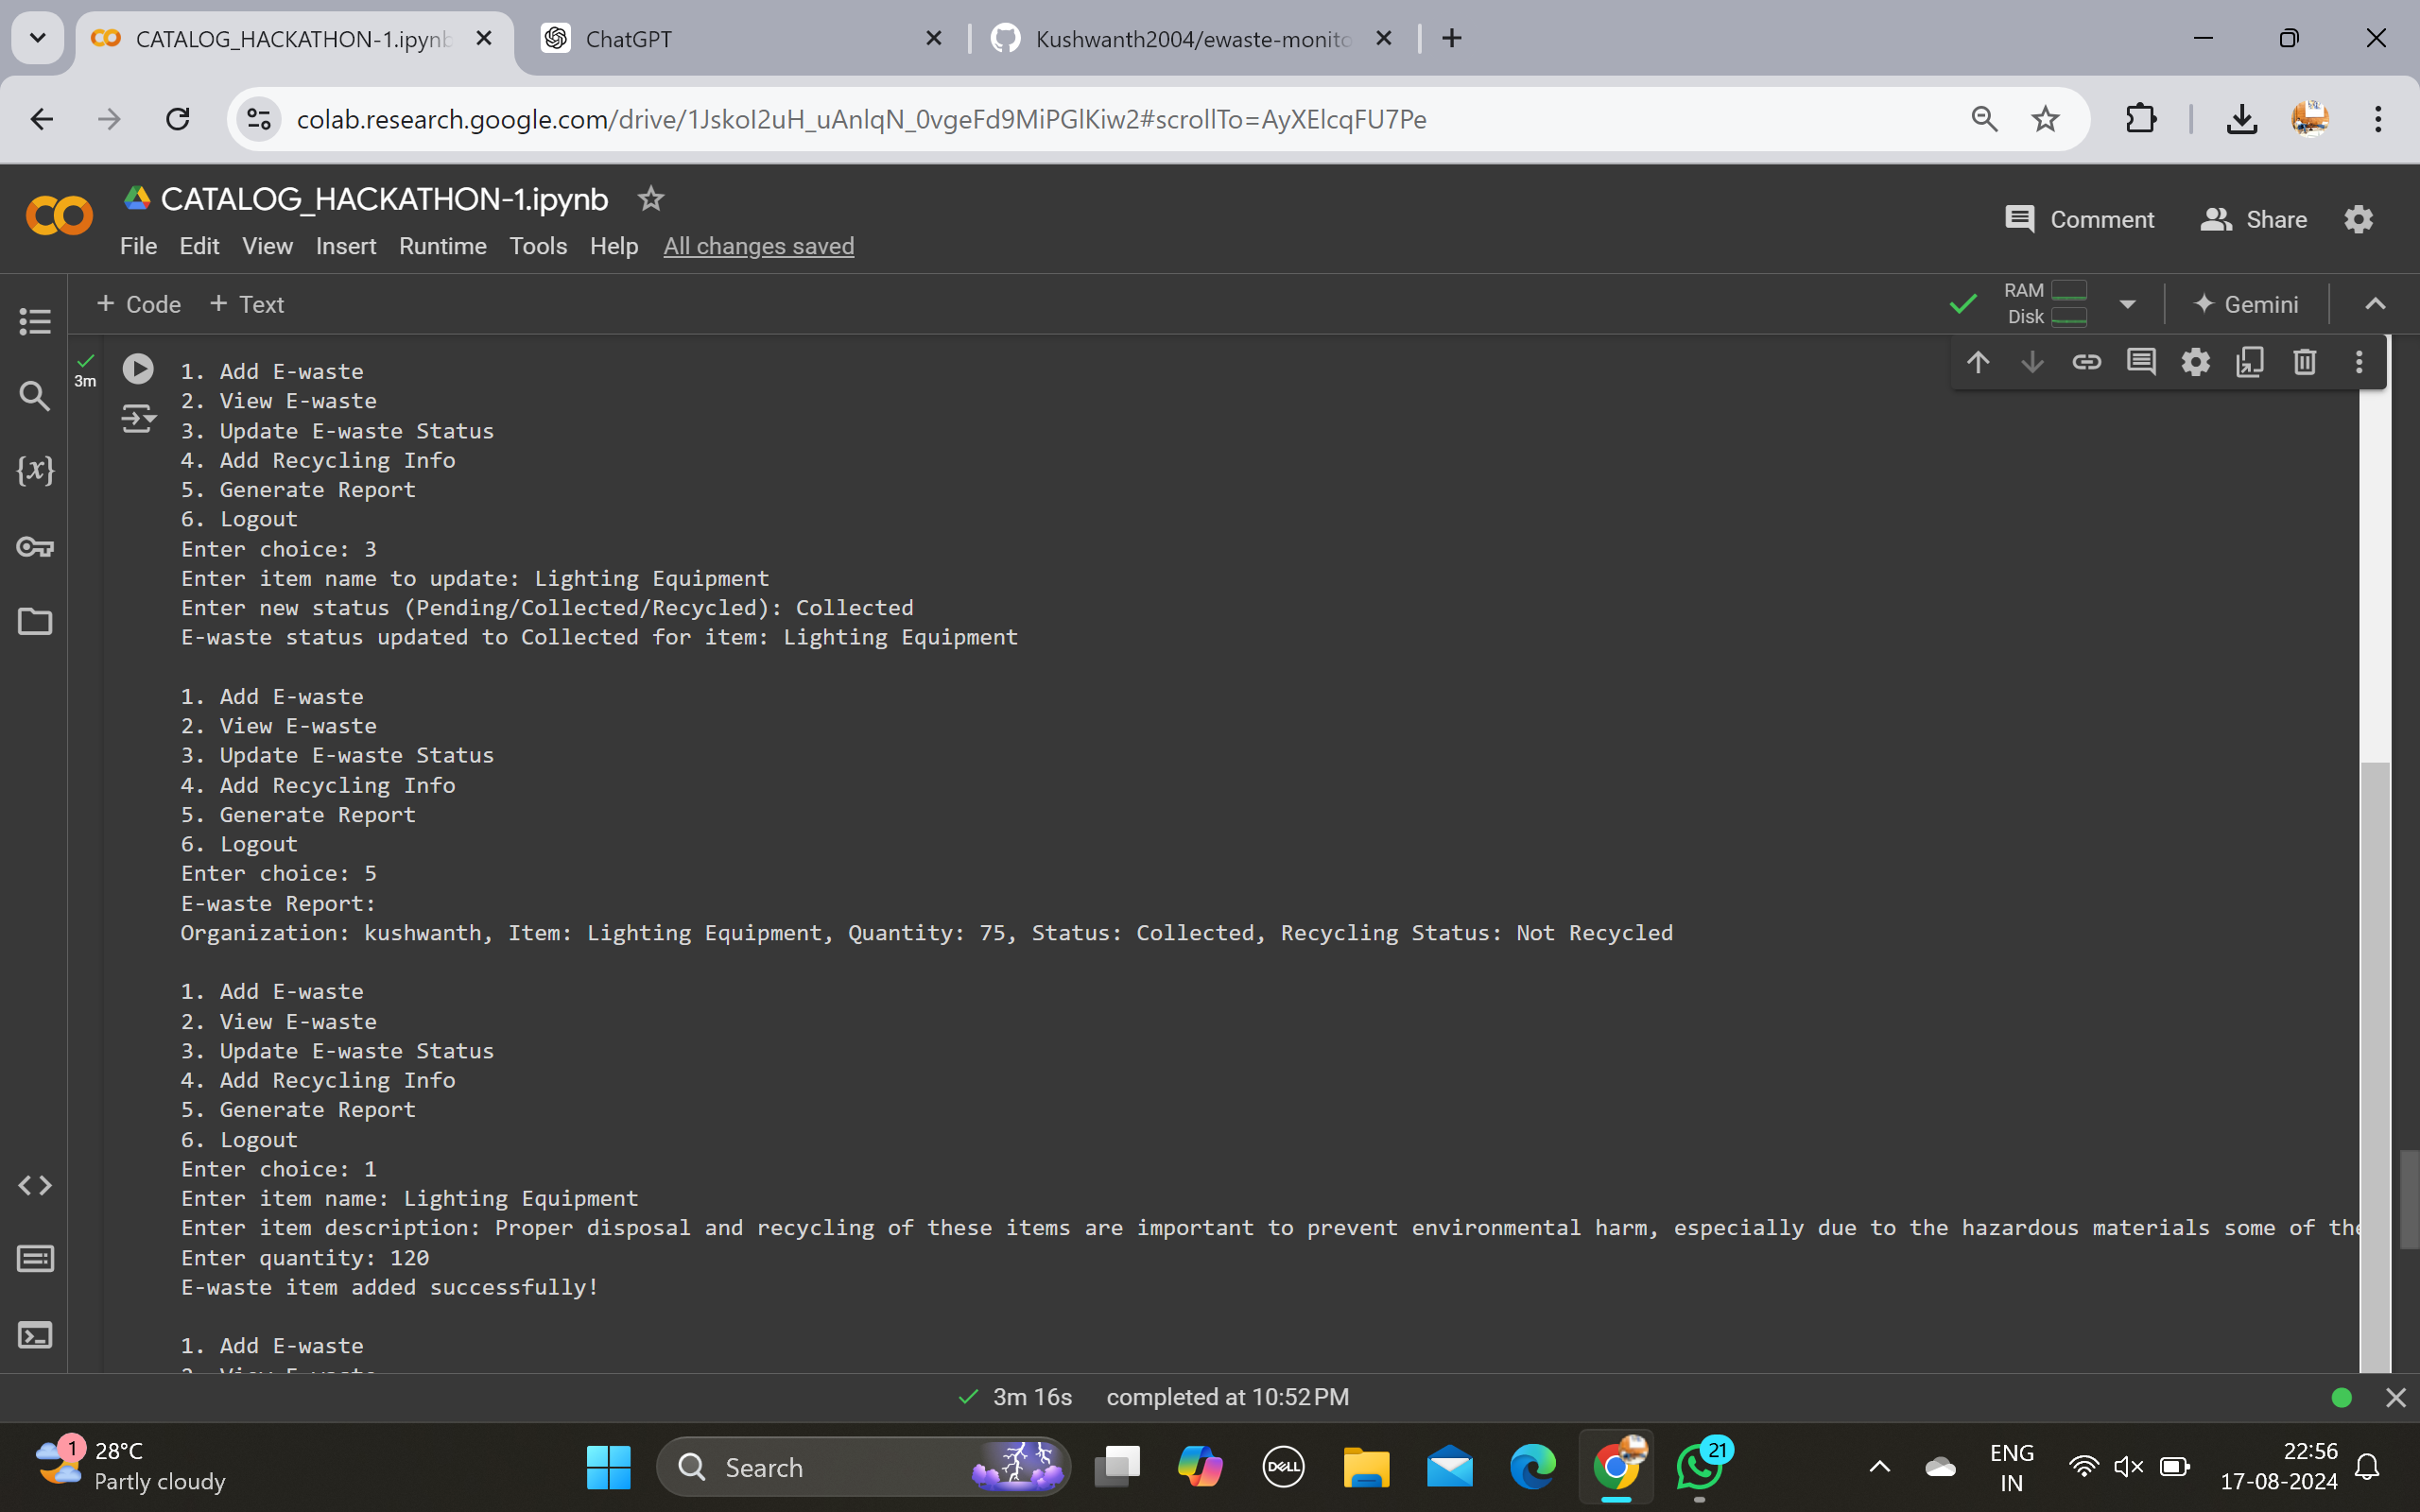 CATALOG_HACKATHON-1.ipynb
ChatGPT
Kushwanth2004/ewaste-monito
colab.research.google.com/drive/1JskoI2uH_uAnlqN_0vgeFd9MiPGlKiw2#scrollTo=AyXElcqFU7Pe
CATALOG_HACKATHON-1.ipynb
Comment
Share
File Edit View Insert Runtime Tools Help All changes saved
+ Code + Text
RAM
Disk
Gemini
3m
1. Add E-waste
2. View E-waste
3. Update E-waste Status
4. Add Recycling Info
5. Generate Report
6. Logout
Enter choice: 3
Enter item name to update: Lighting Equipment
Enter new status (Pending/Collected/Recycled): Collected
E-waste status updated to Collected for item: Lighting Equipment
1. Add E-waste
2. View E-waste
3. Update E-waste Status
4. Add Recycling Info
5. Generate Report
6. Logout
Enter choice: 5
E-waste Report:
Organization: kushwanth, Item: Lighting Equipment, Quantity: 75, Status: Collected, Recycling Status: Not Recycled
1. Add E-waste
2. View E-waste
3. Update E-waste Status
4. Add Recycling Info
5. Generate Report
6. Logout
Enter choice: 1
Enter item name: Lighting Equipment
Enter item description: Proper disposal and recycling of these items are important to prevent environmental harm, especially due to the hazardous materials some of the
Enter quantity: 120
E-waste item added successfully!
1. Add E-waste
2. View E-waste
3m 16s completed at 10:52 PM
1
28°C
Partly cloudy
Search
DELL
21
ENG
IN
22:56
17-08-2024